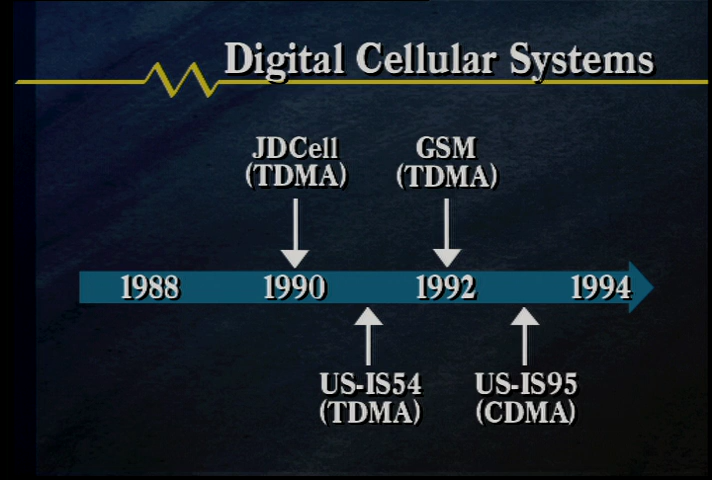 Digital Cellular Systems
JDCell
(TDMA)
GSM
(TDMA)
1988 1990 1992 1994
US-IS54
(TDMA)
US-IS95
(CDMA)